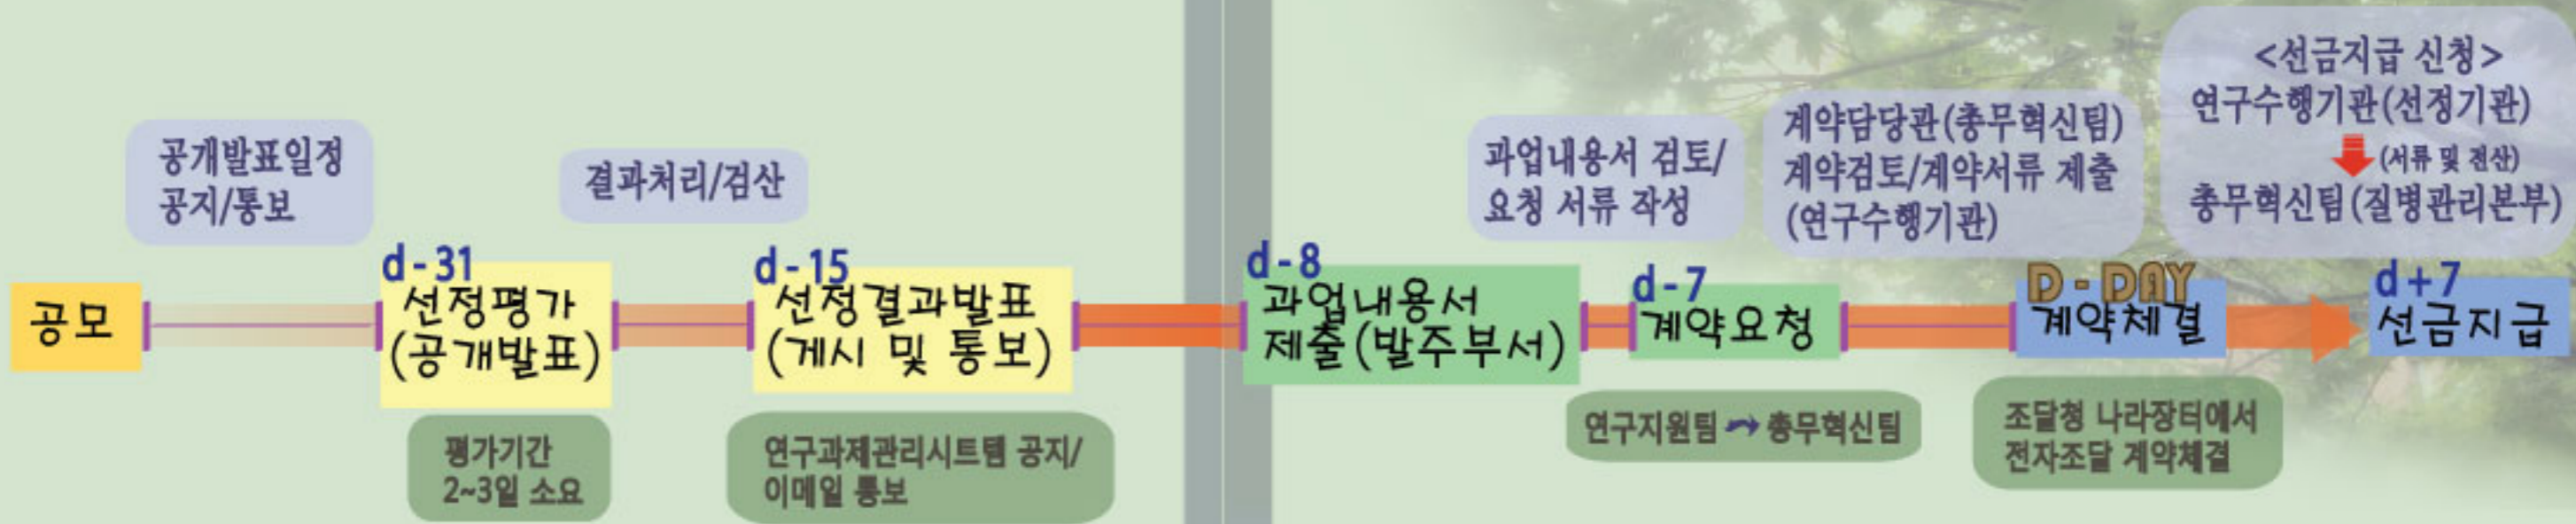 공모
공개발표일정
공지/통보
d-31
선정평가
(공개발표)
평가기간
2~3일 소요
결과처리/검산
d-15
선정결과발표
(게시 및 통보)
연구과제관리시트템 공지/
이메일 통보
d-8
과업내용서
제출(발주부서)
과업내용서 검토/
요청 서류 작성
d-7
계약요청
연구지원팀 → 총무혁신팀
계약담당관(총무혁신팀)
계약검토/계약서류 제출
(연구수행기관)
D-DAY
계약체결
조달청 나라장터에서
전자조달 계약체결
<선금지급 신청>
연구수행기관(선정기관)
(서류 및 전산)
총무혁신팀(질병관리본부)
d+7
선금지급